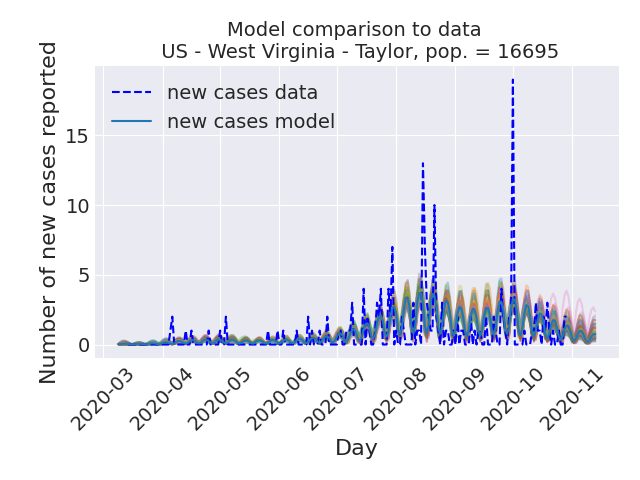 Model comparison to data
US - West Virginia - Taylor, pop. = 16695
Number of new cases reported
new cases data
new cases model
15
10
5
0
2020-03
2020-04
2020-05
2020-06
2020-07
2020-08
2020-09
2020-10
2020-11
Day